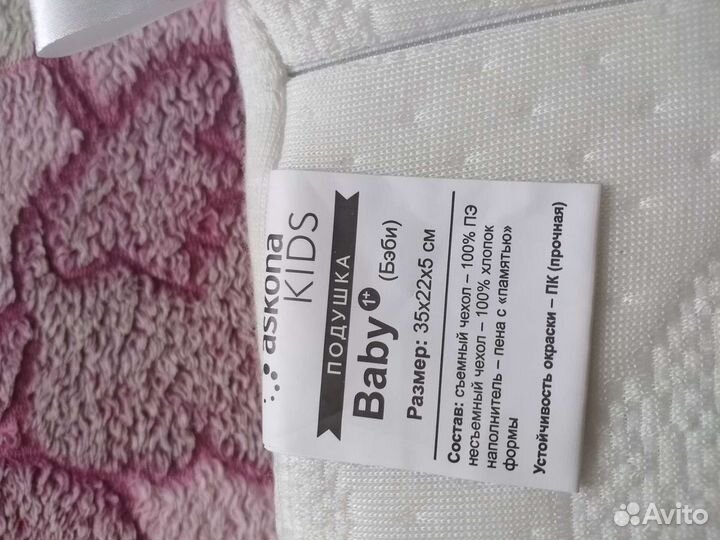 askona
KIDS
ПОДУШКА
Baby 1+ (Бэби)
Размер: 35х22х5 см
Состав: съемный чехол – 100% ПЭ
несъемный чехол – 100% хлопок
наполнитель – пена с «памятью»
формы
Устойчивость окраски – ПК (прочная)
Avito